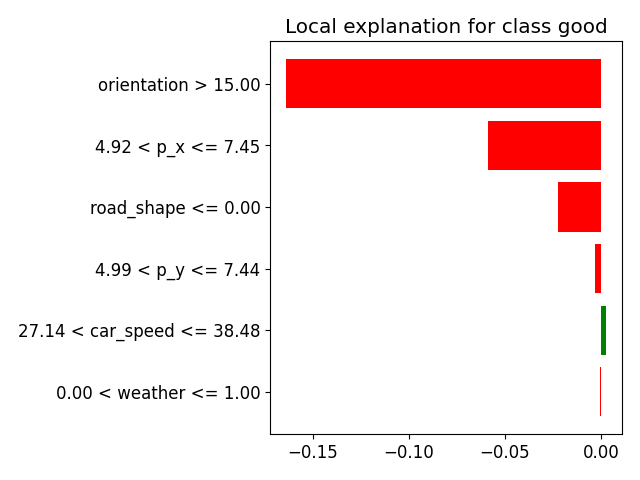 Local explanation for class good
orientation > 15.00
4.92 < p_x <= 7.45
road_shape <= 0.00
4.99 < p_y <= 7.44
27.14 < car_speed <= 38.48
0.00 < weather <= 1.00
−0.15 −0.10 −0.05 0.00